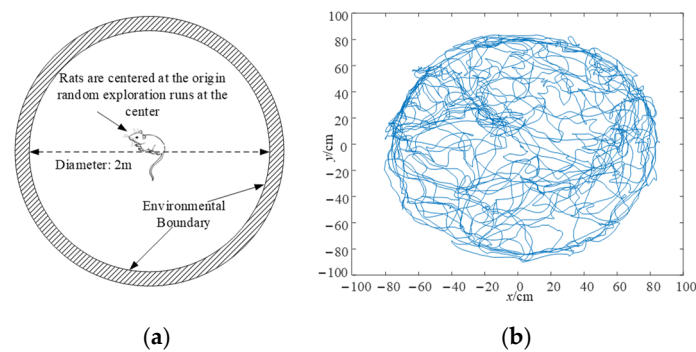 Rats are centered at the origin
random exploration runs at the
center
Diameter: 2m
Environmental
Boundary
(a)
100
80
60
40
20
0
−20
−40
−60
−80
−100
y/cm
−100 −80 −60 −40 −20 0 20 40 60 80 100
x/cm
(b)